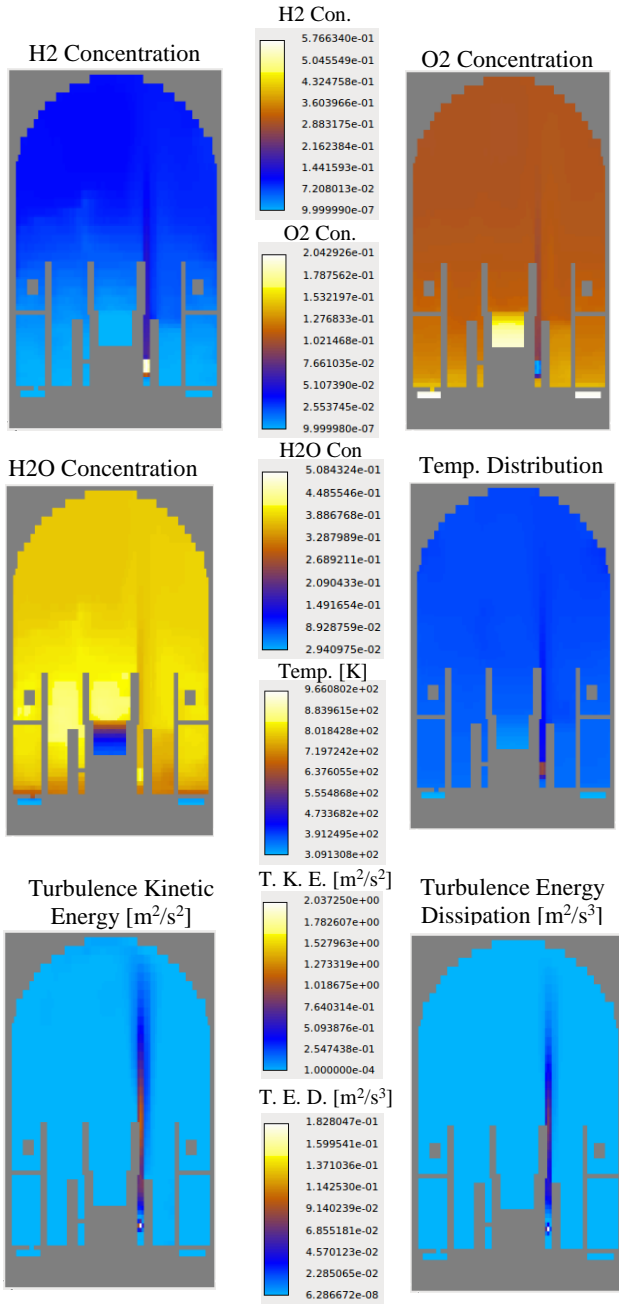 H2 Con.
H2 Concentration
O2 Concentration
5.766340e-01
5.045549e-01
4.324758e-01
3.603966e-01
2.883175e-01
2.162384e-01
1.441593e-01
7.208013e-02
9.999990e-07
O2 Con.
2.042926e-01
1.787562e-01
1.532197e-01
1.276833e-01
1.021468e-01
7.661035e-02
5.107390e-02
2.553745e-02
9.999980e-07
H2O Concentration
H2O Con
Temp. Distribution
5.084324e-01
4.485546e-01
3.886768e-01
3.287989e-01
2.689211e-01
2.090433e-01
1.491654e-01
8.928759e-02
2.940975e-02
Temp. [K]
9.660802e+02
8.839615e+02
8.018428e+02
7.197242e+02
6.376055e+02
5.554868e+02
4.733682e+02
3.912495e+02
3.091308e+02
Turbulence Kinetic
Energy [m²/s²]
T. K. E. [m²/s²]
Turbulence Energy
Dissipation [m²/s³]
2.037250e+00
1.782607e+00
1.527963e+00
1.273319e+00
1.018675e+00
7.640314e-01
5.093876e-01
2.547438e-01
1.000000e-04
T. E. D. [m²/s³]
1.828047e-01
1.599541e-01
1.371036e-01
1.142530e-01
9.140239e-02
6.855181e-02
4.570123e-02
2.285065e-02
6.286672e-08